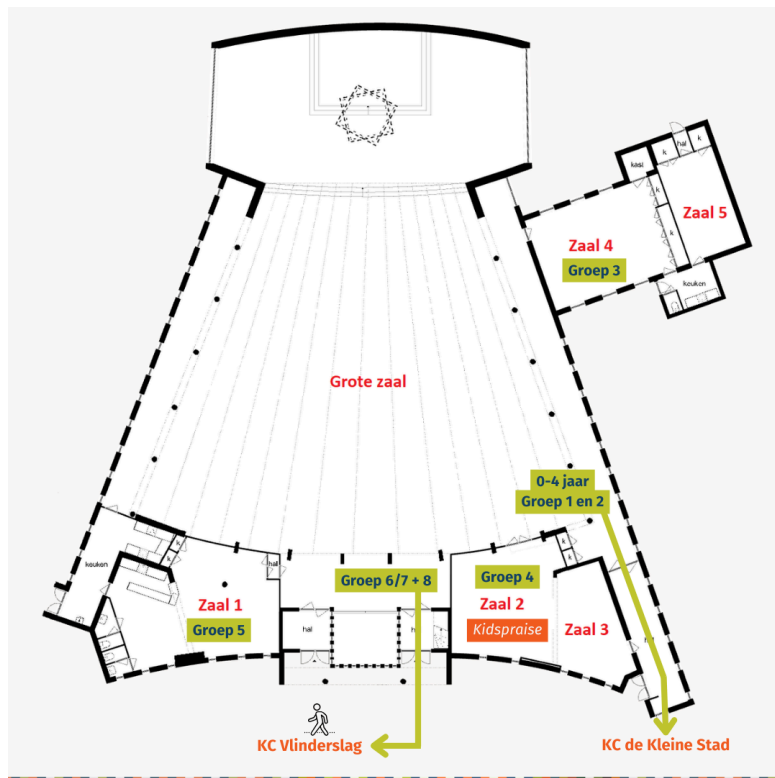 k
hal
k
kast
k
Zaal 5
Zaal 4
k
Groep 3
keuken
Grote zaal
0-4 jaar
Groep 1 en 2
k
k
k
k
hal
keuken
Groep 6/7 + 8
Groep 4
Zaal 1
Zaal 2
Groep 5
hal
Kidspraise
Zaal 3
KC Vlinderslag
KC de Kleine Stad